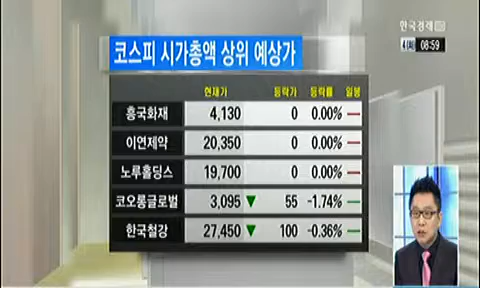 한국경제TV
4(화) 08:59
코스피 시가총액 상위 예상가
현재가 등락가 등락률 일봉
흥국화재 4,130 0 0.00%
이연제약 20,350 0 0.00%
노루홀딩스 19,700 0 0.00%
코오롱글로벌 3,095 ▼ 55 -1.74%
한국철강 27,450 ▼ 100 -0.36%